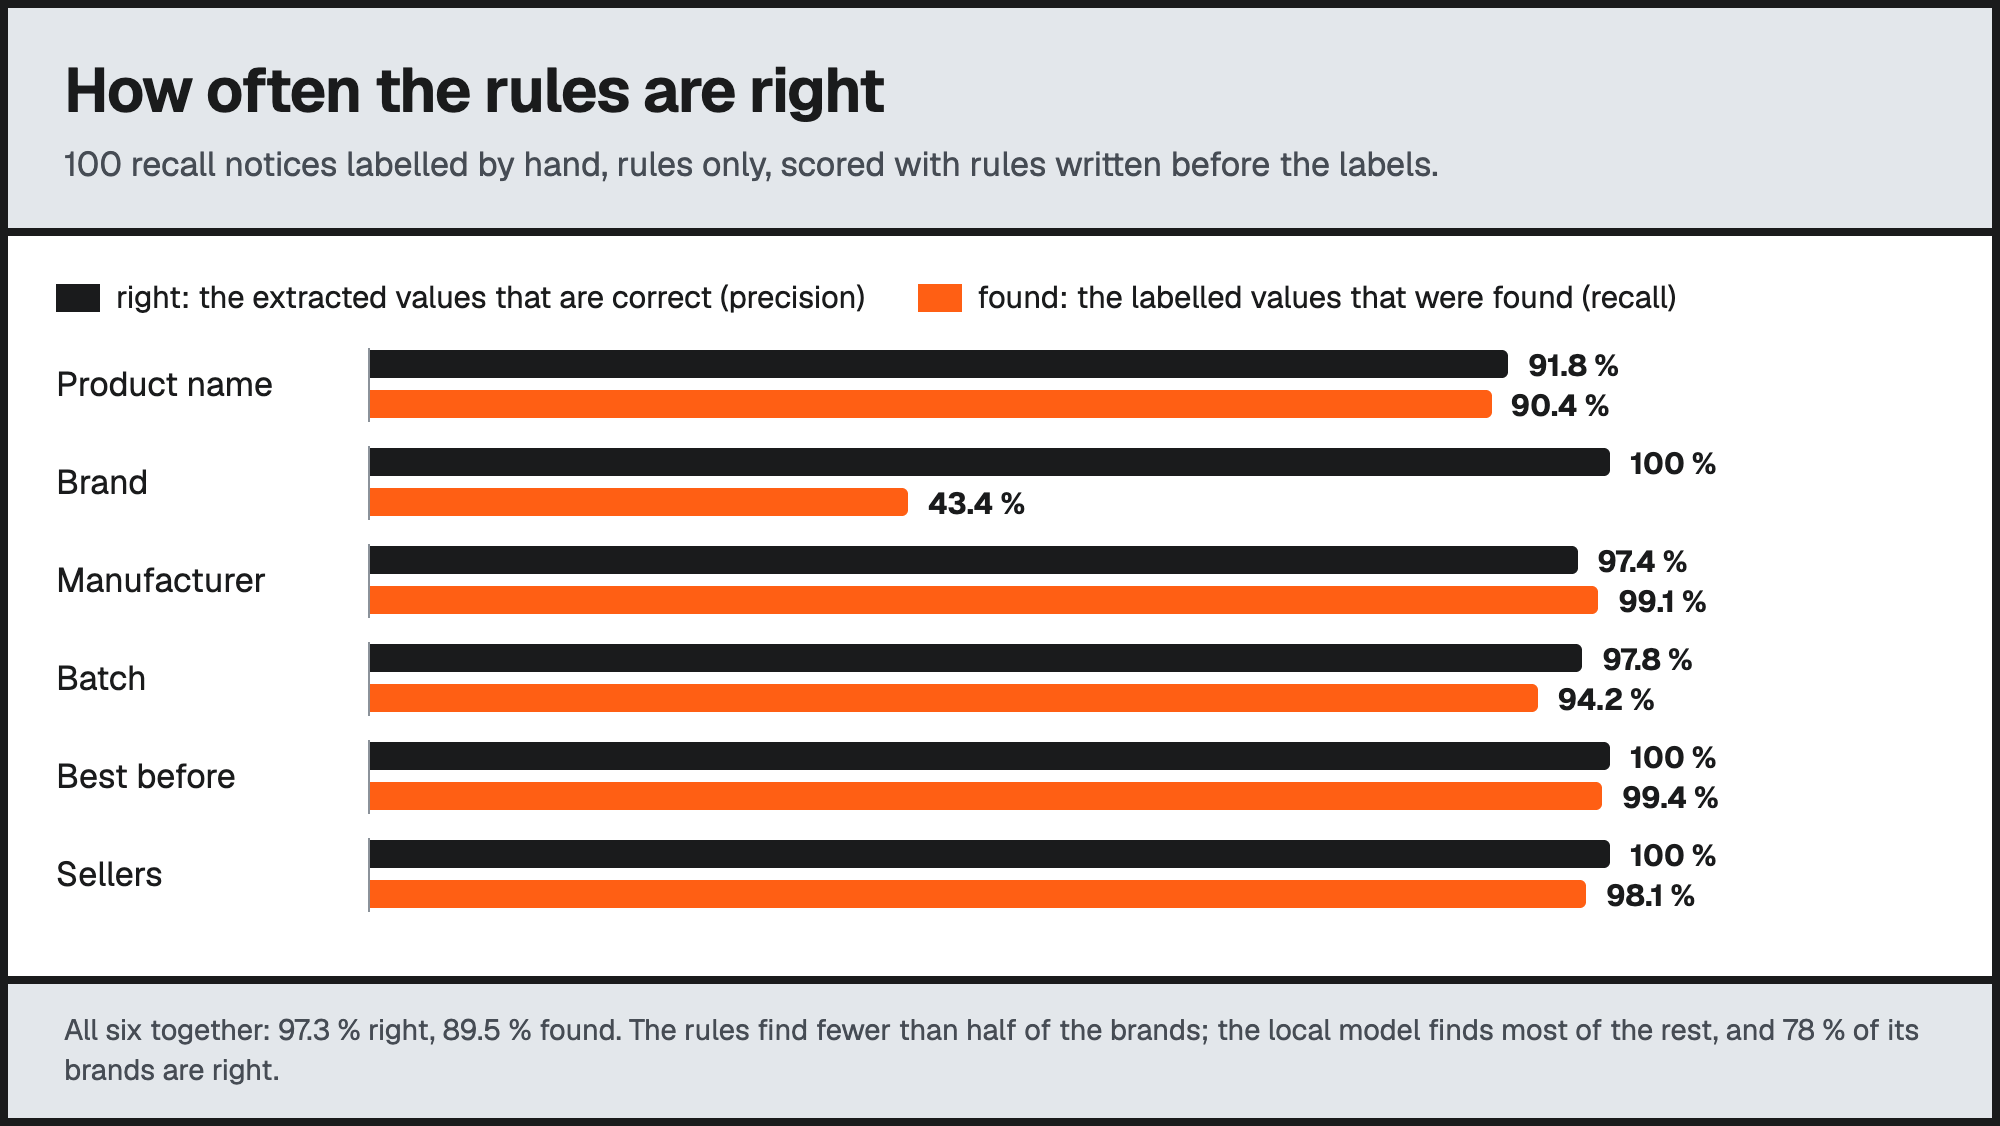 How often the rules are right
100 recall notices labelled by hand, rules only, scored with rules written before the labels.
right: the extracted values that are correct (precision)
found: the labelled values that were found (recall)
Product name
91.8 %
90.4 %
Brand
100 %
43.4 %
Manufacturer
97.4 %
99.1 %
Batch
97.8 %
94.2 %
Best before
100 %
99.4 %
Sellers
100 %
98.1 %
All six together: 97.3 % right, 89.5 % found. The rules find fewer than half of the brands; the local model finds most of the rest, and 78 % of its
brands are right.